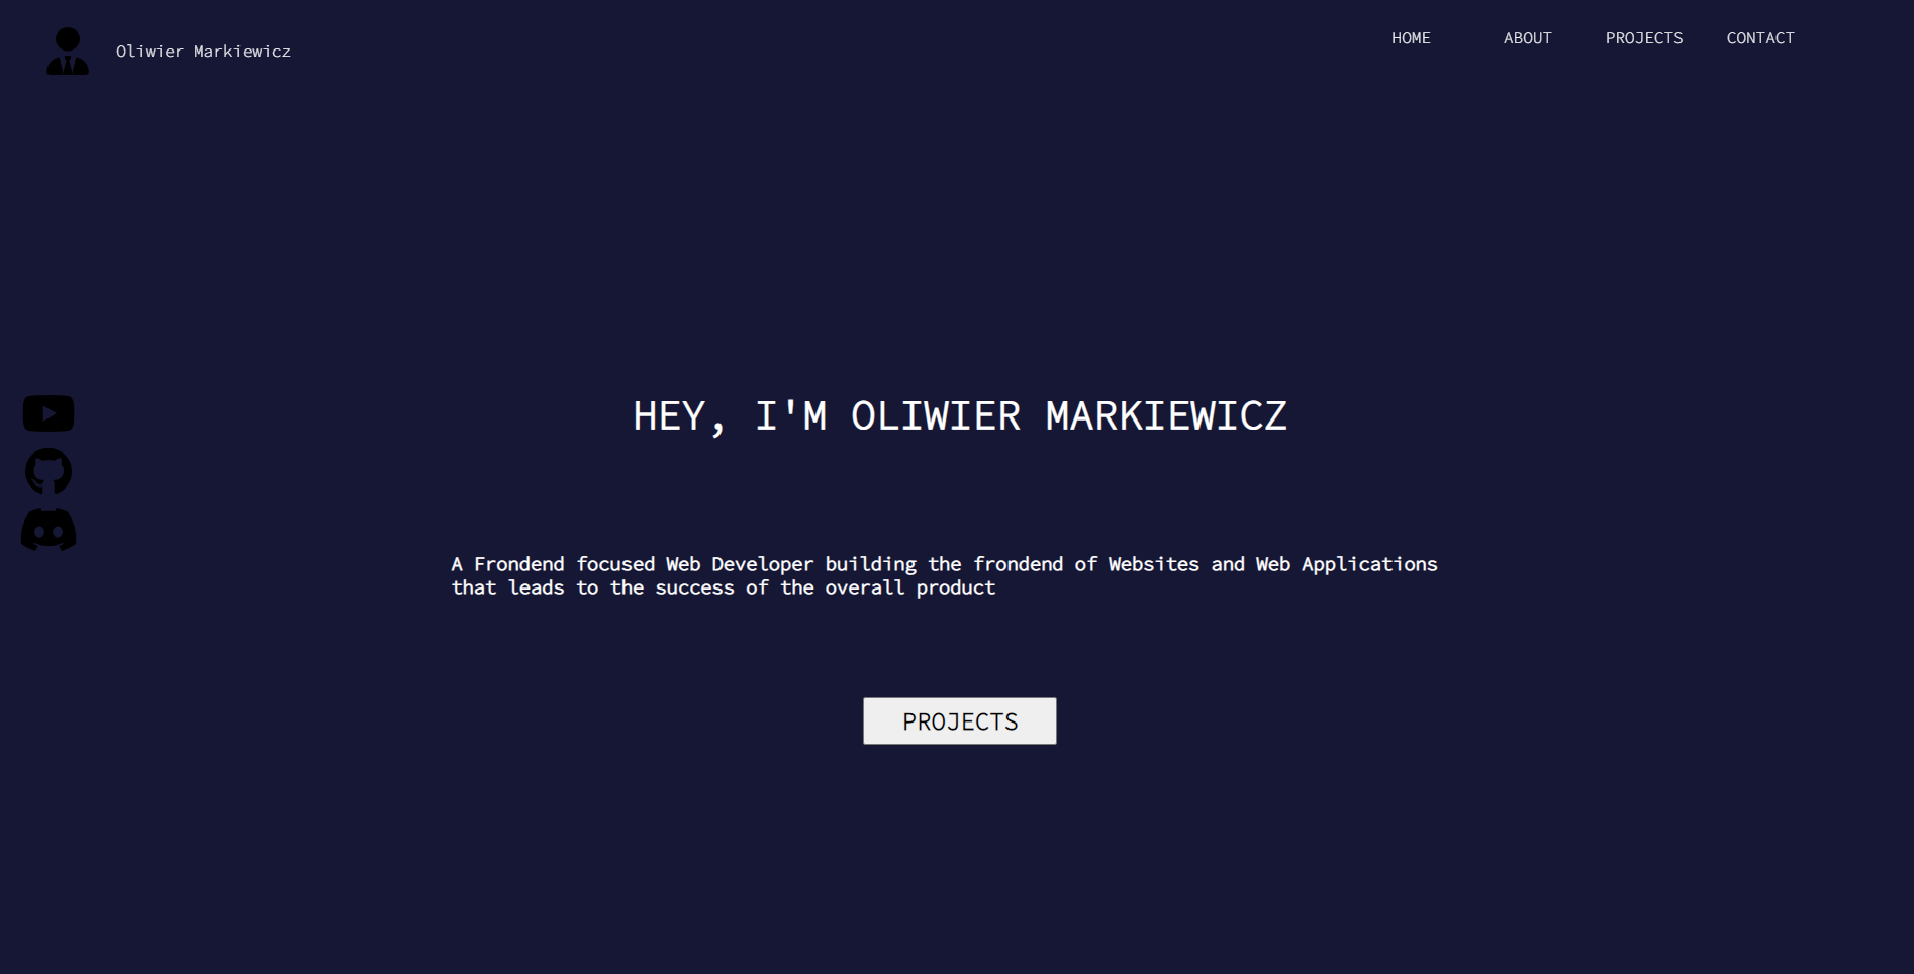 Oliwier Markiewicz
HOME
ABOUT
PROJECTS
CONTACT
HEY, I'M OLIWIER MARKIEWICZ
A Frondend focused Web Developer building the frondend of Websites and Web Applications
that leads to the success of the overall product
PROJECTS